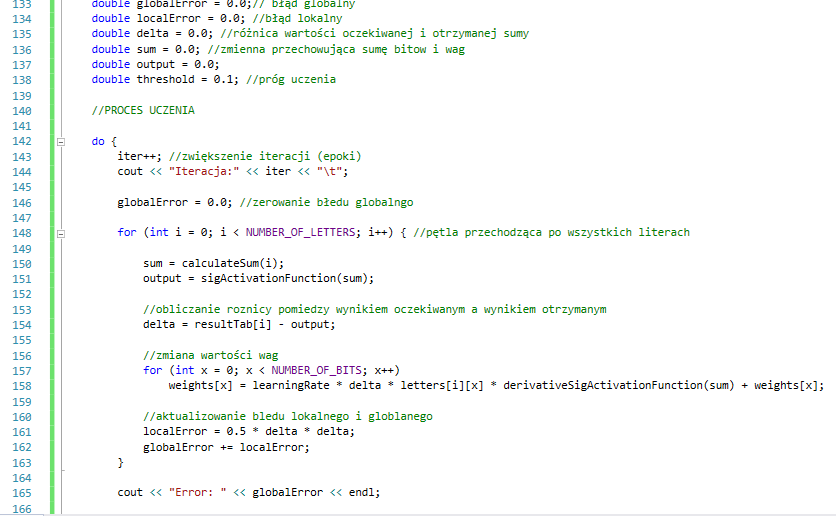 133 double globalError = 0.0;// błąd globalny
134 double localError = 0.0; //błąd lokalny
135 double delta = 0.0; //różnica wartości oczekiwanej i otrzymanej sumy
136 double sum = 0.0; //zmienna przechowująca sumę bitow i wag
137 double output = 0.0;
138 double threshold = 0.1; //próg uczenia
139
140 //PROCES UCZENIA
141
142 do {
143 iter++; //zwiększenie iteracji (epoki)
144 cout << "Iteracja:" << iter << "\t";
145
146 globalError = 0.0; //zerowanie błedu globalngo
147
148 for (int i = 0; i < NUMBER_OF_LETTERS; i++) { //pętla przechodząca po wszystkich literach
149
150 sum = calculateSum(i);
151 output = sigActivationFunction(sum);
152
153 //obliczanie roznicy pomiedzy wynikiem oczekiwanym a wynikiem otrzymanym
154 delta = resultTab[i] - output;
155
156 //zmiana wartości wag
157 for (int x = 0; x < NUMBER_OF_BITS; x++)
158 weights[x] = learningRate * delta * letters[i][x] * derivativeSigActivationFunction(sum) + weights[x];
159
160 //aktualizowanie bledu lokalnego i globlanego
161 localError = 0.5 * delta * delta;
162 globalError += localError;
163 }
164
165 cout << "Error: " << globalError << endl;
166